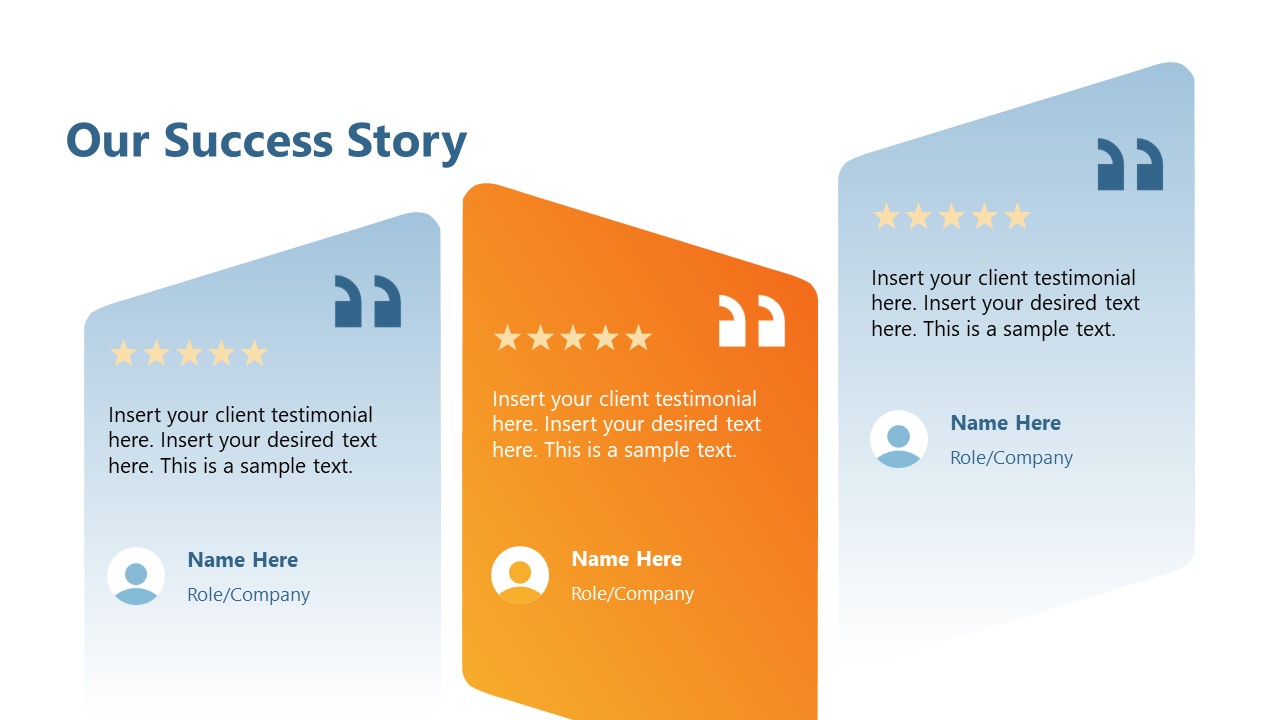 Our Success Story
Insert your client testimonial
here. Insert your desired text
here. This is a sample text.
Name Here
Role/Company
Insert your client testimonial
here. Insert your desired text
here. This is a sample text.
Name Here
Role/Company
Insert your client testimonial
here. Insert your desired text
here. This is a sample text.
Name Here
Role/Company